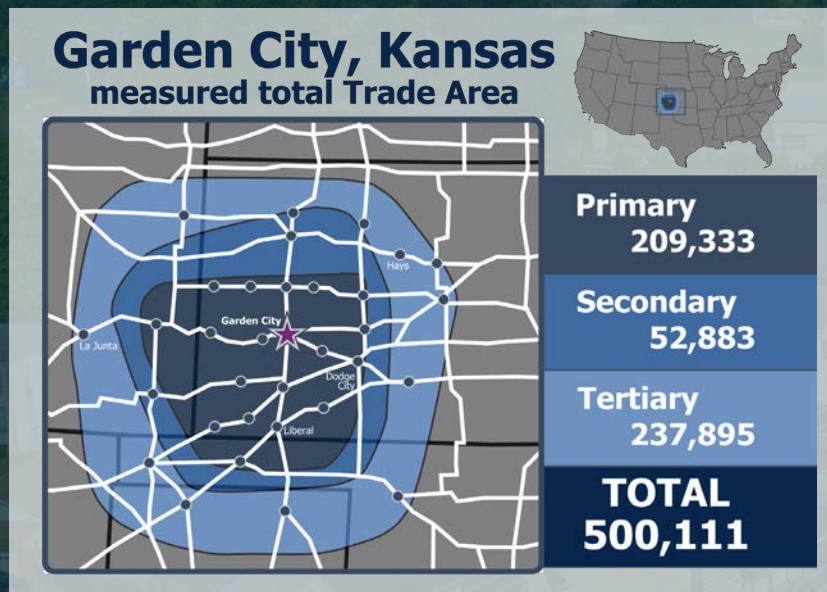 Garden City, Kansas
measured total Trade Area
Hays
Garden City
La Junta
Dodge
City
Liberal
Primary
209,333
Secondary
52,883
Tertiary
237,895
TOTAL
500,111